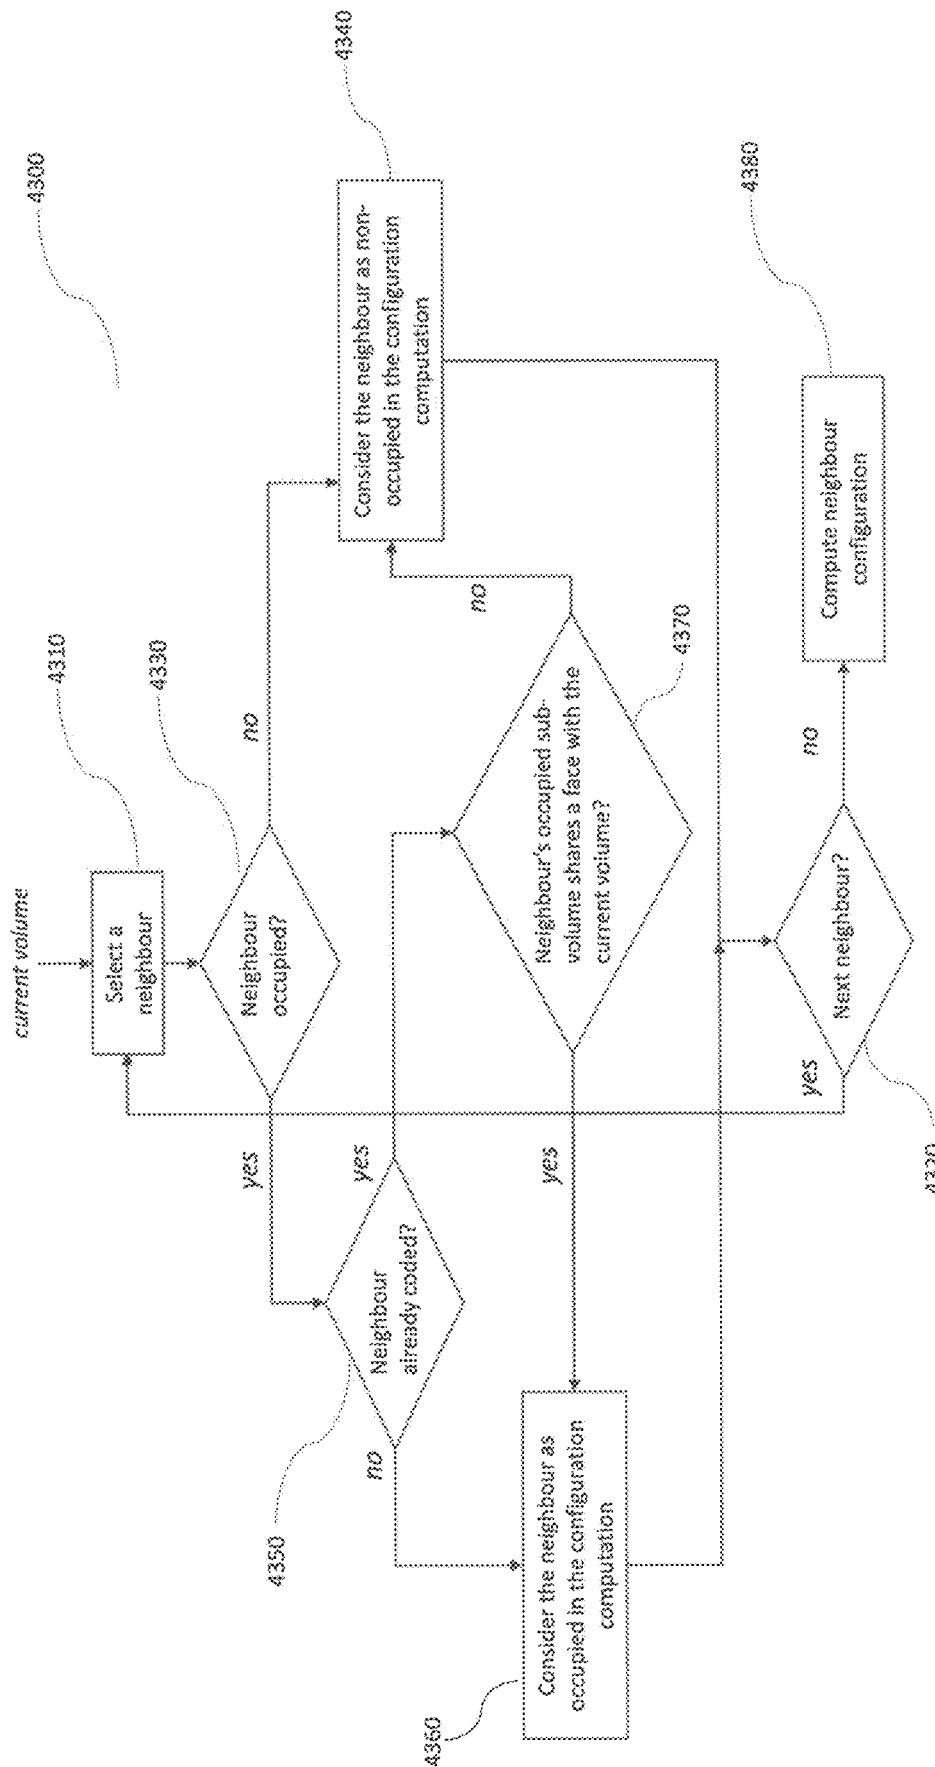 4300
current volume
4310
Select a
neighbour
4330
Neighbour
occupied?
no
yes
4340
Consider the neighbour as non-
occupied in the configuration
computation
4350
Neighbour
already coded?
yes
no
no
Neighbour's occupied sub-
volume shares a face with the
current volume?
4370
yes
4360
Consider the neighbour as
occupied in the configuration
computation
Next neighbour?
yes
no
4380
Compute neighbour
configuration